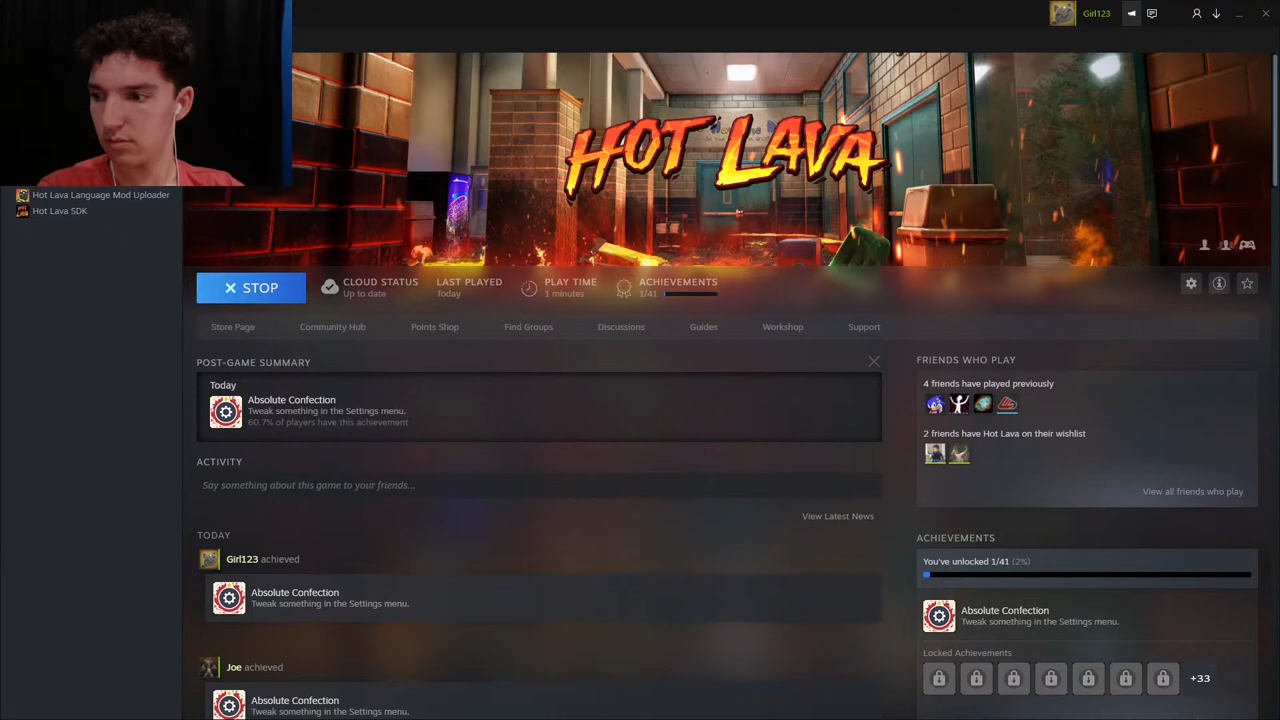 Girl123
HOT LAVA
Hot Lava Language Mod Uploader
Hot Lava SDK
STOP
CLOUD STATUS
Up to date
LAST PLAYED
Today
PLAY TIME
1 minutes
ACHIEVEMENTS
1/41
Store Page
Community Hub
Points Shop
Find Groups
Discussions
Guides
Workshop
Support
POST-GAME SUMMARY
Today
Absolute Confection
Tweak something in the Settings menu.
60.7% of players have this achievement
ACTIVITY
Say something about this game to your friends...
View Latest News
TODAY
Girl123 achieved
Absolute Confection
Tweak something in the Settings menu.
Joe achieved
Absolute Confection
Tweak something in the Settings menu.
FRIENDS WHO PLAY
4 friends have played previously
2 friends have Hot Lava on their wishlist
View all friends who play
ACHIEVEMENTS
You've unlocked 1/41 (2%)
Absolute Confection
Tweak something in the Settings menu.
Locked Achievements
+33